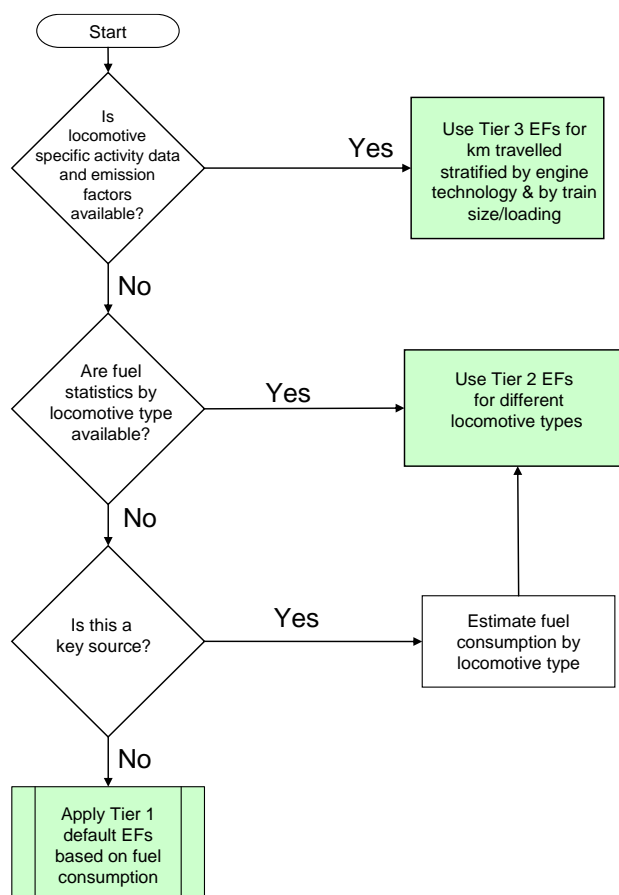 Start
Is
locomotive
specific activity data
and emission
factors
available?
Yes
Use Tier 3 EFs for
km travelled
stratified by engine
technology & by train
size/loading
No
Are fuel
statistics by
locomotive type
available?
Yes
Use Tier 2 EFs
for different
locomotive types
No
Is this a
key source?
Yes
Estimate fuel
consumption by
locomotive type
No
Apply Tier 1
default EFs
based on fuel
consumption